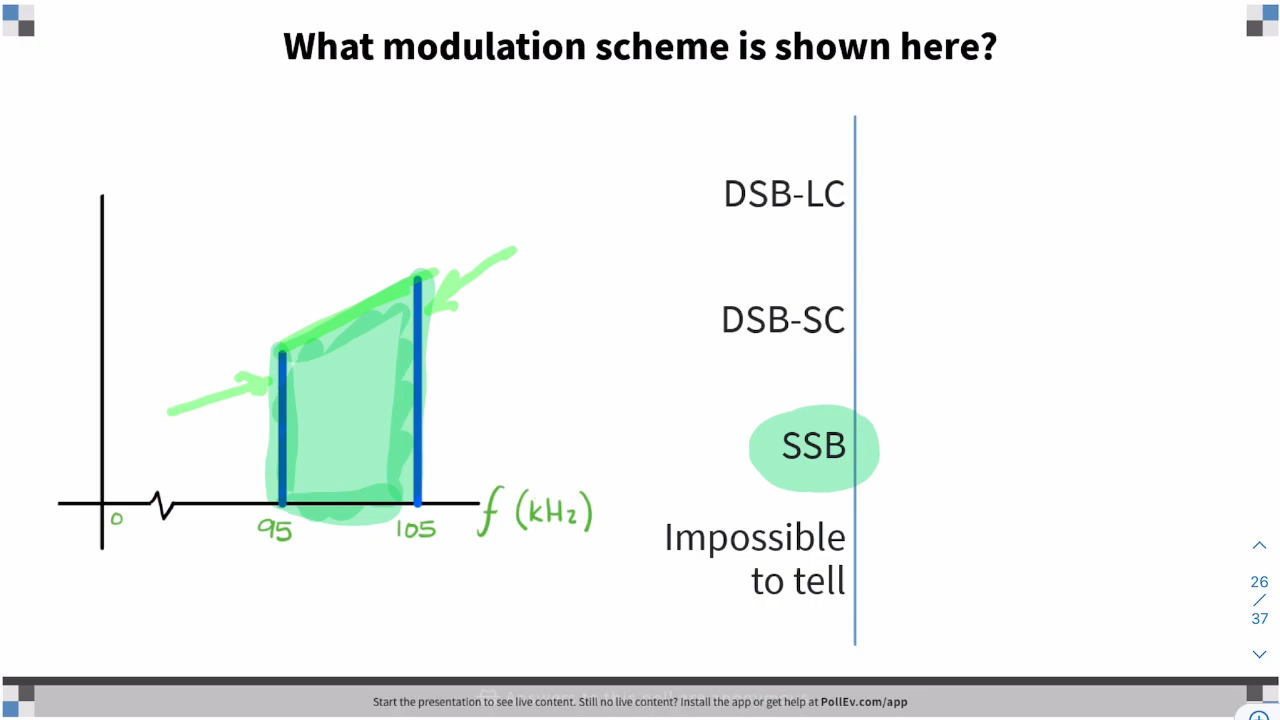 What modulation scheme is shown here?
DSB-LC
DSB-SC
SSB
Impossible
to tell
0
95
105
f (kHz)
26
/
37
Start the presentation to see live content. Still no live content? Install the app or get help at PollEv.com/app